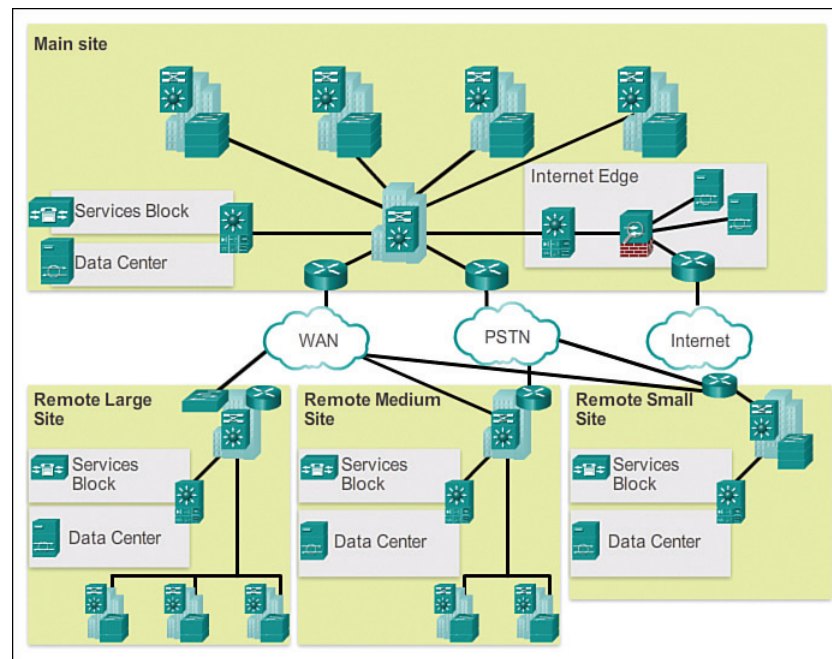 Main site
Internet Edge
Services Block
Data Center
WAN
PSTN
Internet
Remote Large
Site
Services
Block
Data Center
Remote Medium
Site
Services
Block
Data Center
Remote Small
Site
Services
Block
Data Center